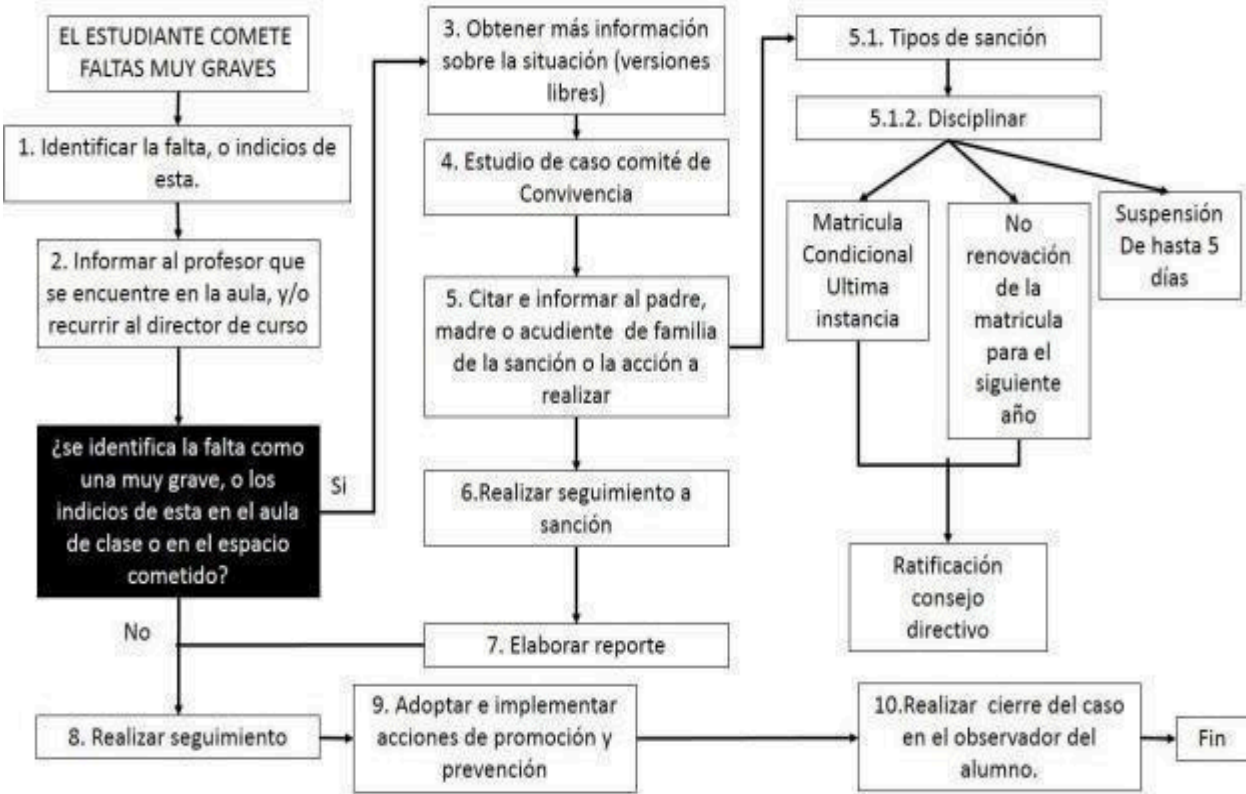 EL ESTUDIANTE COMETE
FALTAS MUY GRAVES
1. Identificar la falta, o indicios de
esta.
2. Informar al profesor que
se encuentre en la aula, y/o
recurrir al director de curso
¿se identifica la falta como
una muy grave, o los
indicios de esta en el aula
de clase o en el espacio
cometido?
Si
No
3. Obtener más información
sobre la situación (versiones
libres)
4. Estudio de caso comité de
Convivencia
5. Citar e informar al padre,
madre o acudiente de familia
de la sanción o la acción a
realizar
6.Realizar seguimiento a
sanción
7. Elaborar reporte
5.1. Tipos de sanción
5.1.2. Disciplinar
Matricula
Condicional
Ultima
instancia
No
renovación
de la
matricula
para el
siguiente
año
Suspensión
De hasta 5
días
Ratificación
consejo
directivo
8. Realizar seguimiento
9. Adoptar e implementar
acciones de promoción y
prevención
10.Realizar cierre del caso
en el observador del
alumno.
Fin